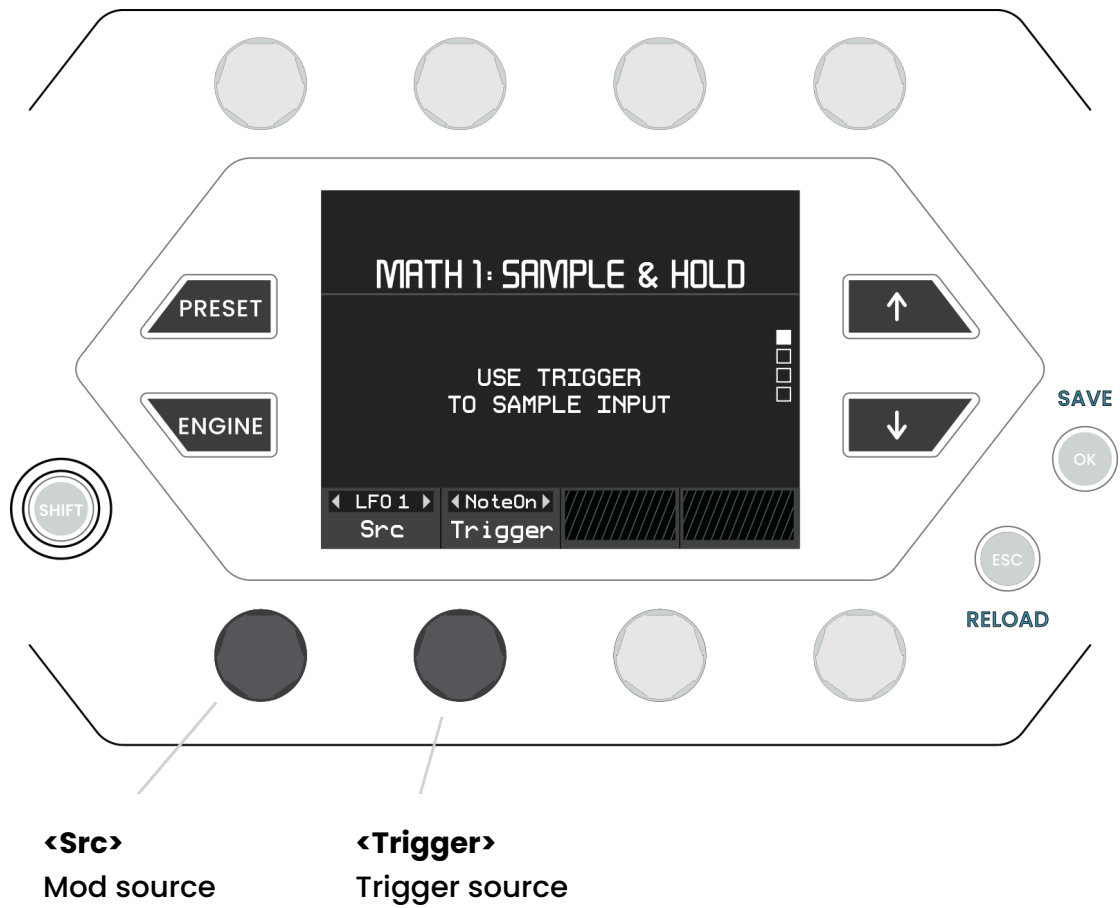 MATH 1: SAMPLE & HOLD
PRESET
↑
USE TRIGGER
TO SAMPLE INPUT
ENGINE
↓
SAVE
OK
SHIFT
LFO 1
NoteOn
Src
Trigger
ESC
RELOAD
<Src>
Mod source
<Trigger>
Trigger source